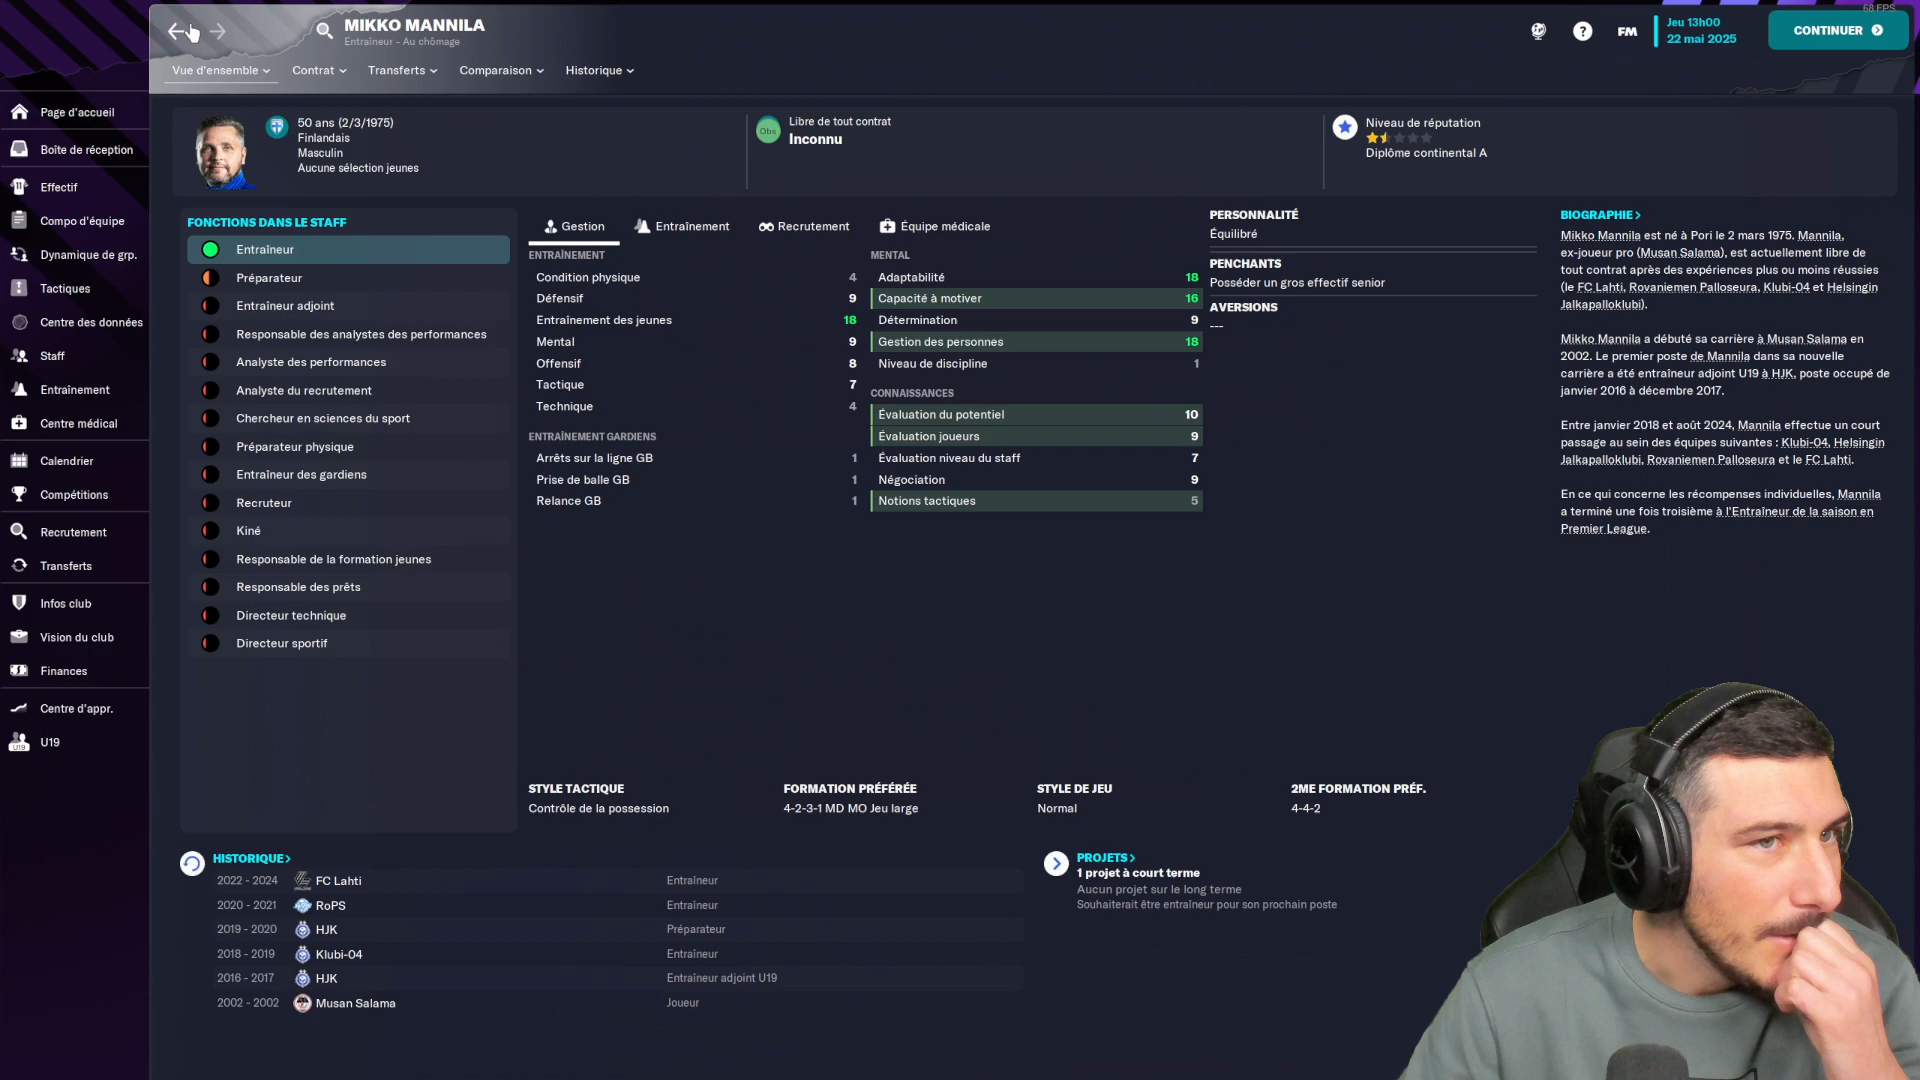 68 FPS
MIKKO MANNILA
Entraîneur - Au chômage
?
FM
Jeu 13h00
22 mai 2025
CONTINUER
Vue d'ensemble
Contrat
Transferts
Comparaison
Historique
Page d'accueil
Boîte de réception
Effectif
Compo d'équipe
Dynamique de grp.
Tactiques
Centre des données
Staff
Entraînement
Centre médical
Calendrier
Compétitions
Recrutement
Transferts
Infos club
Vision du club
Finances
Centre d'appr.
U19
U19
50 ans (2/3/1975)
Finlandais
Masculin
Aucune sélection jeunes
Obs
Libre de tout contrat
Inconnu
Niveau de réputation
Diplôme continental A
FONCTIONS DANS LE STAFF
Entraîneur
Préparateur
Entraîneur adjoint
Responsable des analystes des performances
Analyste des performances
Analyste du recrutement
Chercheur en sciences du sport
Préparateur physique
Entraîneur des gardiens
Recruteur
Kiné
Responsable de la formation jeunes
Responsable des prêts
Directeur technique
Directeur sportif
Gestion
Entraînement
Recrutement
Équipe médicale
ENTRAÎNEMENT
Condition physique 4
Défensif 9
Entraînement des jeunes 18
Mental 9
Offensif 8
Tactique 7
Technique 4
ENTRAÎNEMENT GARDIENS
Arrêts sur la ligne GB 1
Prise de balle GB 1
Relance GB 1
MENTAL
Adaptabilité 18
Capacité à motiver 16
Détermination 9
Gestion des personnes 18
Niveau de discipline 1
CONNAISSANCES
Évaluation du potentiel 10
Évaluation joueurs 9
Évaluation niveau du staff 7
Négociation 9
Notions tactiques 5
PERSONNALITÉ
Équilibré
PENCHANTS
Posséder un gros effectif senior
AVERSIONS
---
BIOGRAPHIE
Mikko Mannila est né à Pori le 2 mars 1975. Mannila,
ex-joueur pro (Musan Salama), est actuellement libre de
tout contrat après des expériences plus ou moins réussies
(le FC Lahti, Rovaniemen Palloseura, Klubi-04 et Helsingin
Jalkapalloklubi).
Mikko Mannila a débuté sa carrière à Musan Salama en
2002. Le premier poste de Mannila dans sa nouvelle
carrière a été entraîneur adjoint U19 à HJK, poste occupé de
janvier 2016 à décembre 2017.
Entre janvier 2018 et août 2024, Mannila effectue un court
passage au sein des équipes suivantes : Klubi-04, Helsingin
Jalkapalloklubi, Rovaniemen Palloseura et le FC Lahti.
En ce qui concerne les récompenses individuelles, Mannila
a terminé une fois troisième à l'Entraîneur de la saison en
Premier League.
STYLE TACTIQUE
Contrôle de la possession
FORMATION PRÉFÉRÉE
4-2-3-1 MD MO Jeu large
STYLE DE JEU
Normal
2ME FORMATION PRÉF.
4-4-2
HISTORIQUE
2022 - 2024 FC Lahti Entraîneur
2020 - 2021 RoPS Entraîneur
2019 - 2020 HJK Préparateur
2018 - 2019 Klubi-04 Entraîneur
2016 - 2017 HJK Entraîneur adjoint U19
2002 - 2002 Musan Salama Joueur
PROJETS
1 projet à court terme
Aucun projet sur le long terme
Souhaiterait être entraîneur pour son prochain poste